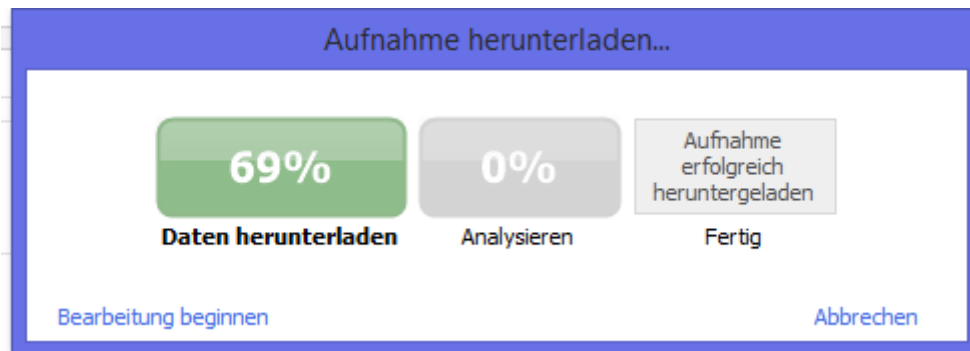 Aufnahme herunterladen...
69%
0%
Aufnahme
erfolgreich
heruntergeladen
Daten herunterladen
Analysieren
Fertig
Bearbeitung beginnen
Abbrechen